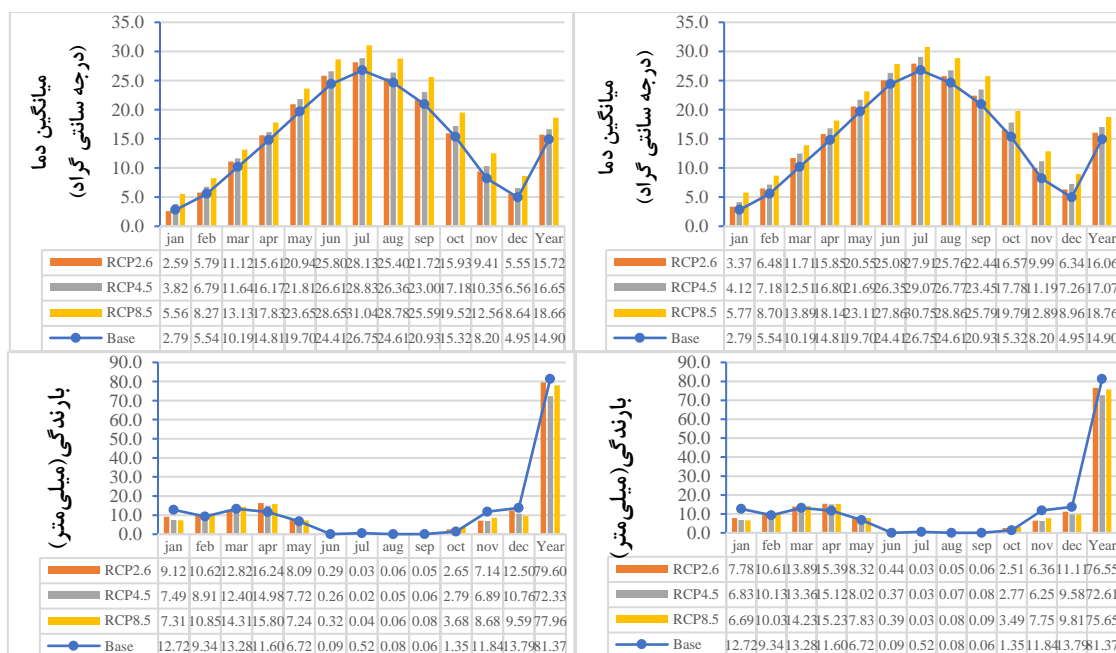 میانگین دما
(درجه سانتی گراد)
35.0
30.0
25.0
20.0
15.0
10.0
5.0
0.0
jan feb mar apr may jun jul aug sep oct nov dec Year
RCP2.6 2.59 5.79 11.12 15.61 20.94 25.80 28.13 25.40 21.72 15.93 9.41 5.55 15.72
RCP4.5 3.82 6.79 11.64 16.17 21.81 26.61 28.83 26.36 23.00 17.18 10.35 6.56 16.65
RCP8.5 5.56 8.27 13.13 17.83 23.65 28.65 31.04 28.78 25.59 19.52 12.56 8.64 18.66
Base 2.79 5.54 10.19 14.81 19.70 24.41 26.75 24.61 20.93 15.32 8.20 4.95 14.90
میانگین دما
(درجه سانتی گراد)
35.0
30.0
25.0
20.0
15.0
10.0
5.0
0.0
jan feb mar apr may jun jul aug sep oct nov dec Year
RCP2.6 3.37 6.48 11.71 15.85 20.55 25.08 27.91 25.76 22.44 16.57 9.99 6.34 16.06
RCP4.5 4.12 7.18 12.51 16.80 21.69 26.35 29.07 26.77 23.45 17.78 11.19 7.26 17.07
RCP8.5 5.77 8.70 13.89 18.14 23.11 27.86 30.75 28.86 25.79 19.79 12.89 8.96 18.76
Base 2.79 5.54 10.19 14.81 19.70 24.41 26.75 24.61 20.93 15.32 8.20 4.95 14.90
بارندگی(میلی‌متر)
90.0
80.0
70.0
60.0
50.0
40.0
30.0
20.0
10.0
0.0
jan feb mar apr may jun jul aug sep oct nov dec Year
RCP2.6 9.12 10.62 12.82 16.24 8.09 0.29 0.03 0.06 0.05 2.65 7.14 12.50 79.60
RCP4.5 7.49 8.91 12.40 14.98 7.72 0.26 0.02 0.05 0.06 2.79 6.89 10.76 72.33
RCP8.5 7.31 10.85 14.31 15.80 7.24 0.32 0.04 0.06 0.08 3.68 8.68 9.59 77.96
Base 12.72 9.34 13.28 11.60 6.72 0.09 0.52 0.08 0.06 1.35 11.84 13.79 81.37
بارندگی(میلی‌متر)
90.0
80.0
70.0
60.0
50.0
40.0
30.0
20.0
10.0
0.0
jan feb mar apr may jun jul aug sep oct nov dec Year
RCP2.6 7.78 10.61 13.89 15.39 8.32 0.44 0.03 0.05 0.06 2.51 6.36 11.11 76.55
RCP4.5 6.83 10.13 13.36 15.12 8.02 0.37 0.03 0.07 0.08 2.77 6.25 9.58 72.61
RCP8.5 6.69 10.03 14.23 15.23 7.83 0.39 0.03 0.08 0.09 3.49 7.75 9.81 75.65
Base 12.72 9.34 13.28 11.60 6.72 0.09 0.52 0.08 0.06 1.35 11.84 13.79 81.37